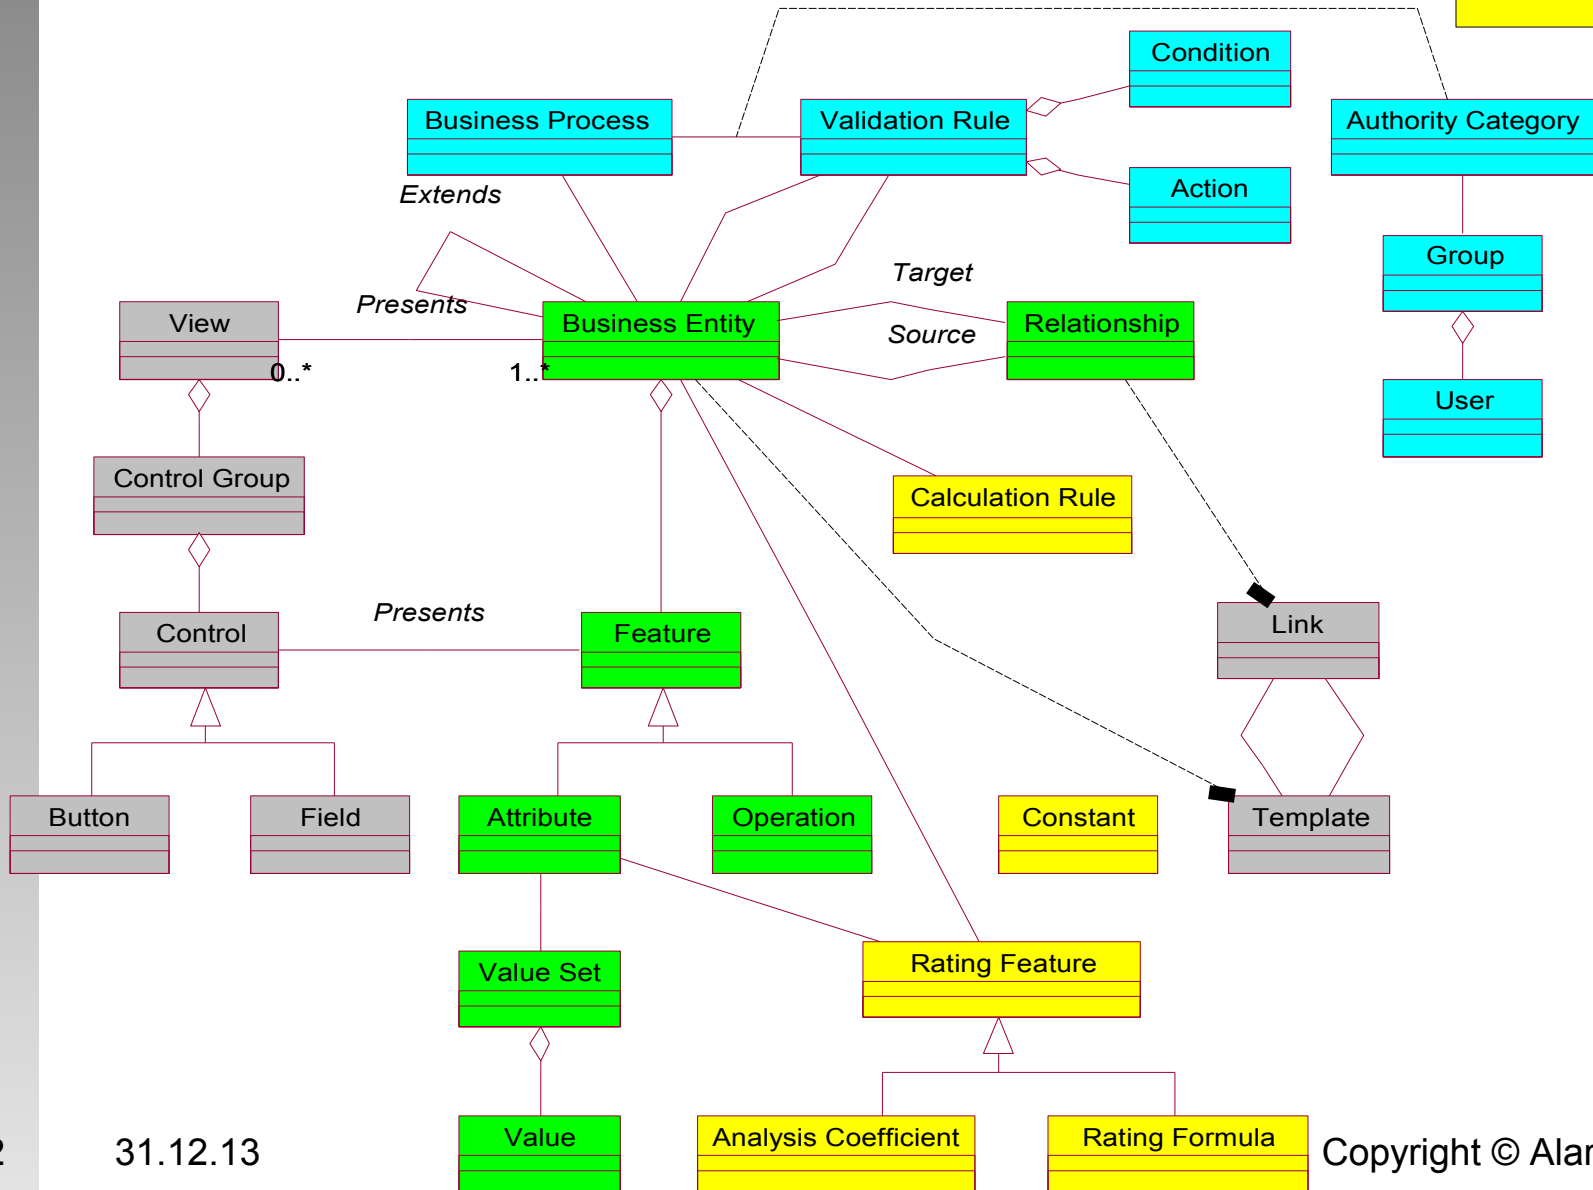 Condition
Business Process
Validation Rule
Authority Category
Extends
Action
Group
Target
Presents
View
Business Entity
Source
Relationship
0..*
1..*
User
Control Group
Calculation Rule
Presents
Control
Feature
Link
Button
Field
Attribute
Operation
Constant
Template
Rating Feature
Value Set
Value
Analysis Coefficient
Rating Formula
2
31.12.13
Copyright © Alan